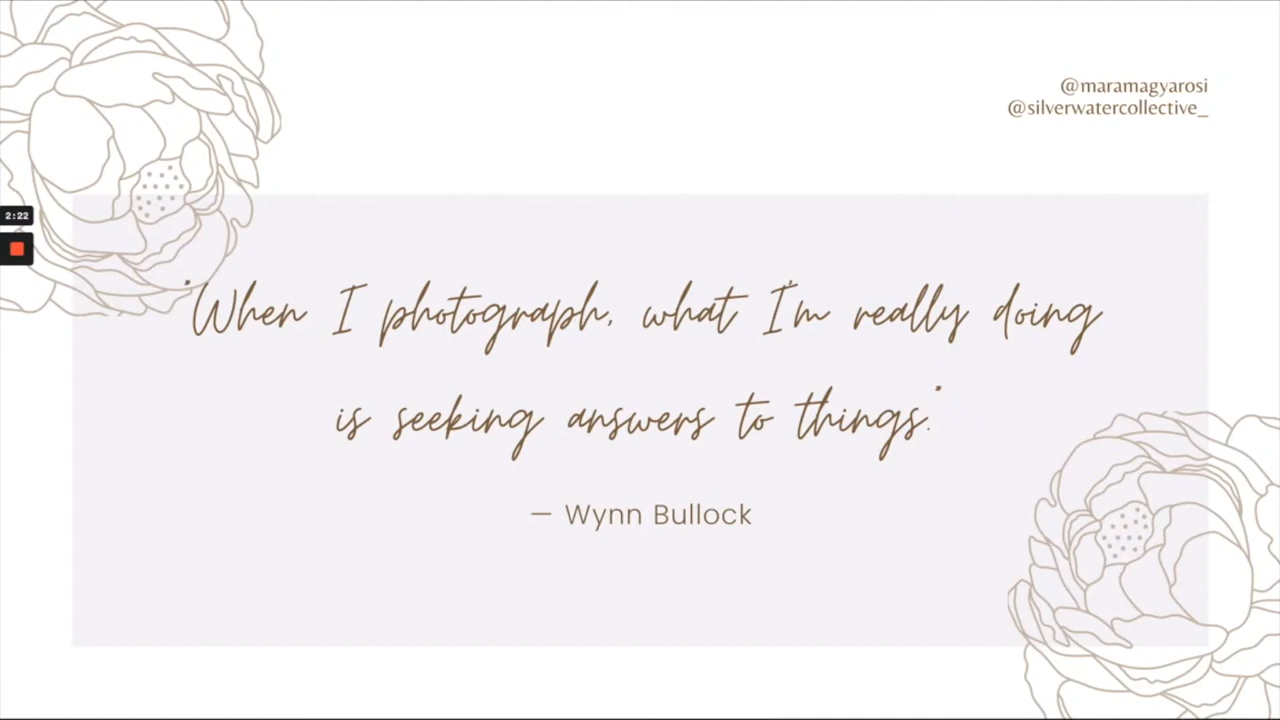 @maramagyarosi
@silverwatercollective_
2:22
"When I photograph, what I'm really doing
is seeking answers to things."
— Wynn Bullock